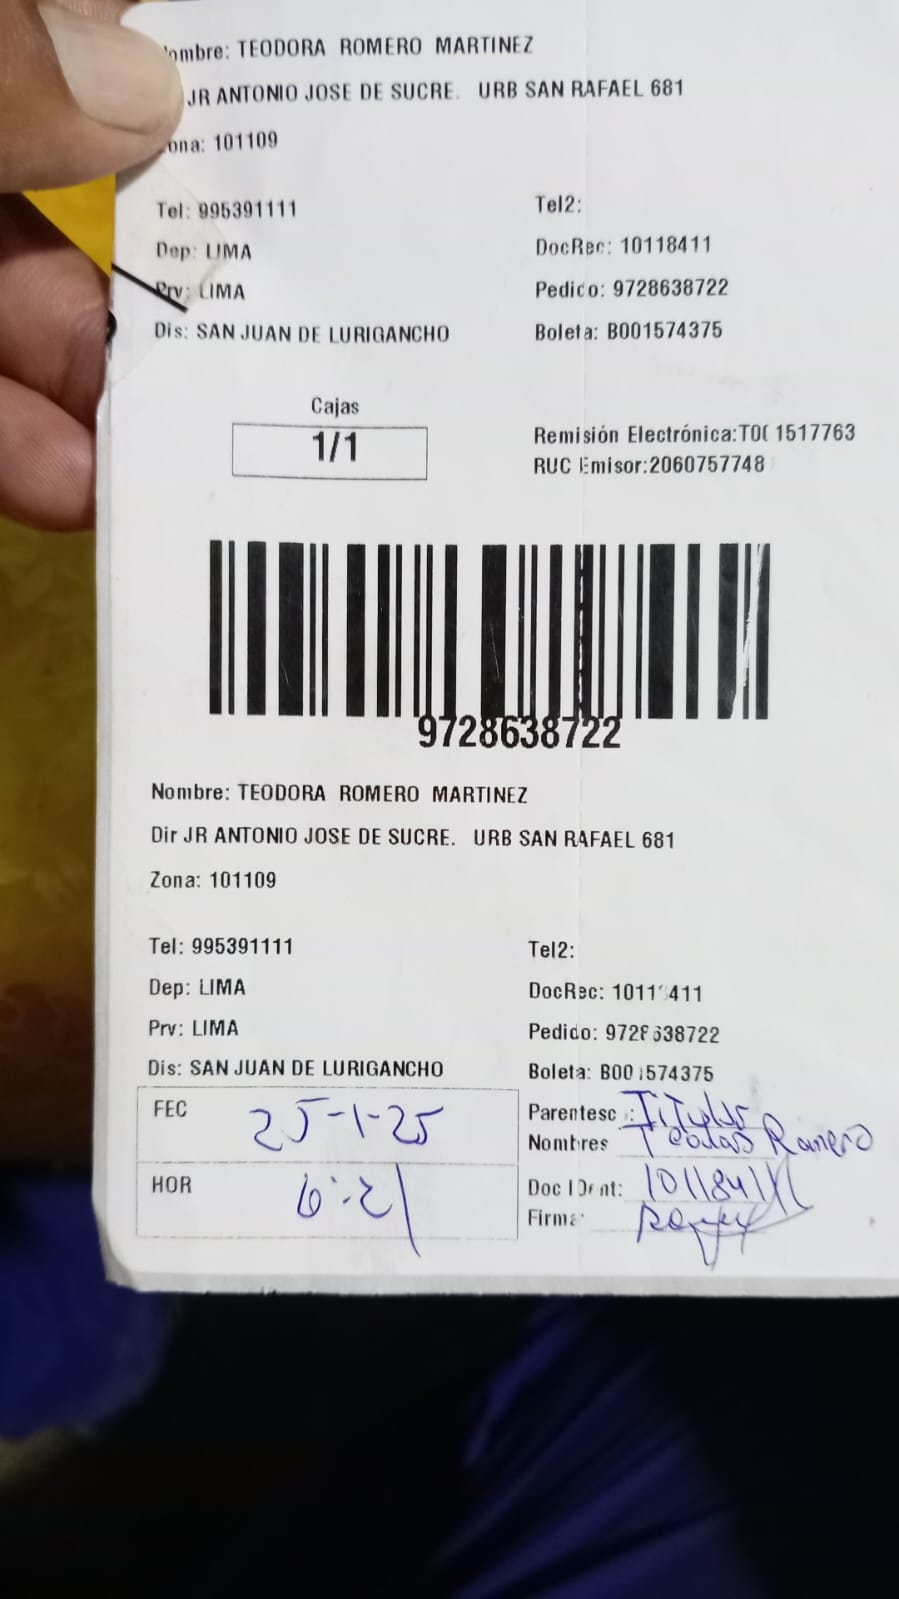 ombre: TEODORA ROMERO MARTINEZ
JR ANTONIO JOSE DE SUCRE. URB SAN RAFAEL 681
ona: 101109
Tel: 995391111 Tel2:
Dep: LIMA DocRec: 10118411
Prv: LIMA Pedido: 9728638722
Dis: SAN JUAN DE LURIGANCHO Boleta: B001574375
Cajas
1/1
Remisión Electrónica:T0( 1517763
RUC Emisor:2060757748
9728638722
Nombre: TEODORA ROMERO MARTINEZ
Dir JR ANTONIO JOSE DE SUCRE. URB SAN RAFAEL 681
Zona: 101109
Tel: 995391111 Tel2:
Dep: LIMA DocRec: 1011 411
Prv: LIMA Pedido: 9728638722
Dis: SAN JUAN DE LURIGANCHO Boleta: B00 574375
FEC 25-1-25 Parentesc : Titular
Nombres Romero
HOR 6:21 Doc Ident: 10118411
Firma